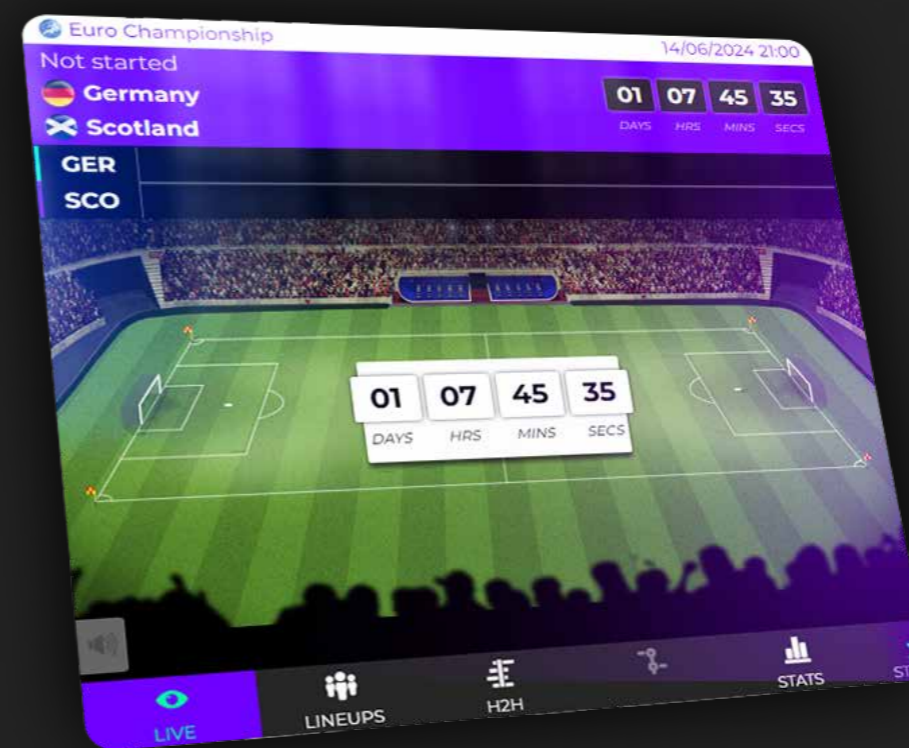 Euro Championship
14/06/2024 21:00
Not started
Germany
01 07 45 35
DAYS HRS MINS SECS
Scotland
GER
SCO
01 07 45 35
DAYS HRS MINS SECS
LIVE LINEUPS H2H STATS